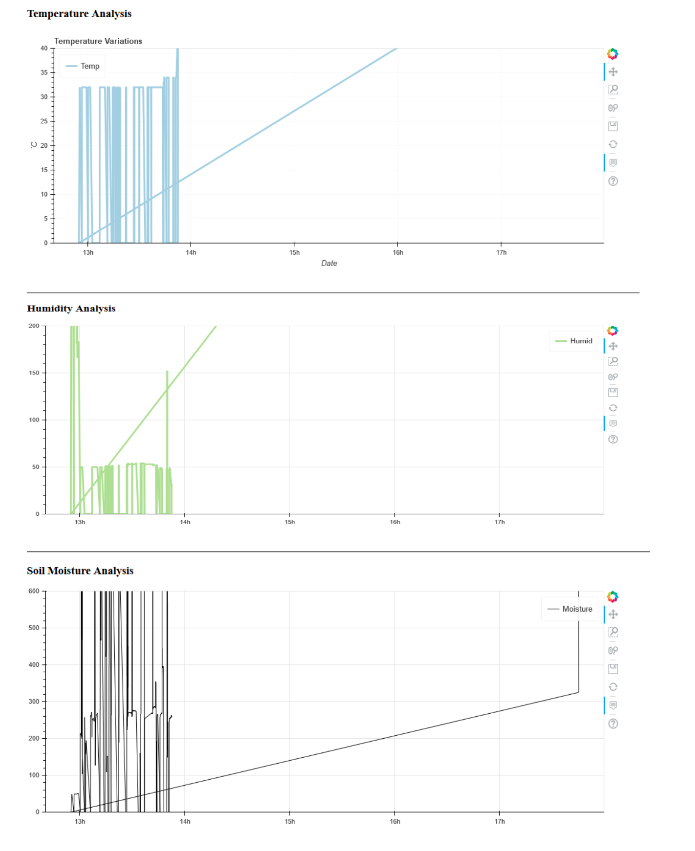 Temperature Analysis
Temperature Variations
40
35
30
25
20
15
10
5
0
°C
Temp
13h
14h
15h
16h
17h
Date
Humidity Analysis
200
150
100
50
0
Humid
13h
14h
15h
16h
17h
Soil Moisture Analysis
600
500
400
300
200
100
0
Moisture
13h
14h
15h
16h
17h